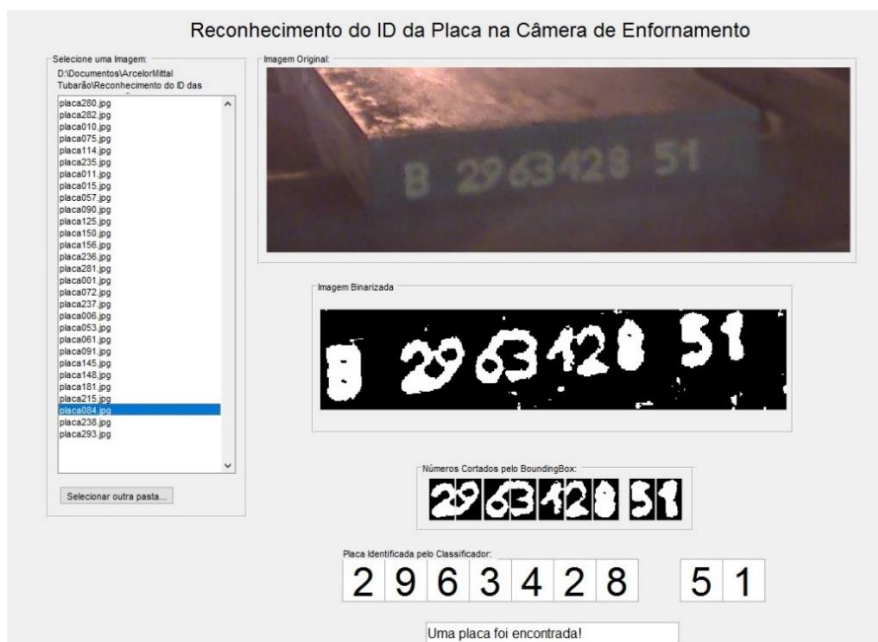 Reconhecimento do ID da Placa na Câmera de Enfornamento
Selecione uma Imagem:
D:\Documentos\ArcelorMittal
Tubarão\Reconhecimento do ID das
placa280.jpg
placa282.jpg
placa010.jpg
placa075.jpg
placa114.jpg
placa235.jpg
placa011.jpg
placa015.jpg
placa057.jpg
placa090.jpg
placa125.jpg
placa150.jpg
placa156.jpg
placa236.jpg
placa281.jpg
placa001.jpg
placa072.jpg
placa237.jpg
placa006.jpg
placa053.jpg
placa061.jpg
placa091.jpg
placa145.jpg
placa148.jpg
placa181.jpg
placa215.jpg
placa084.jpg
placa238.jpg
placa293.jpg
Selecionar outra pasta...
Imagem Original:
B 2963428 51
Imagem Binarizada
B 2963428 51
Números Cortados pelo BoundingBox:
2963428 51
Placa Identificada pelo Classificador:
2 9 6 3 4 2 8 5 1
Uma placa foi encontrada!